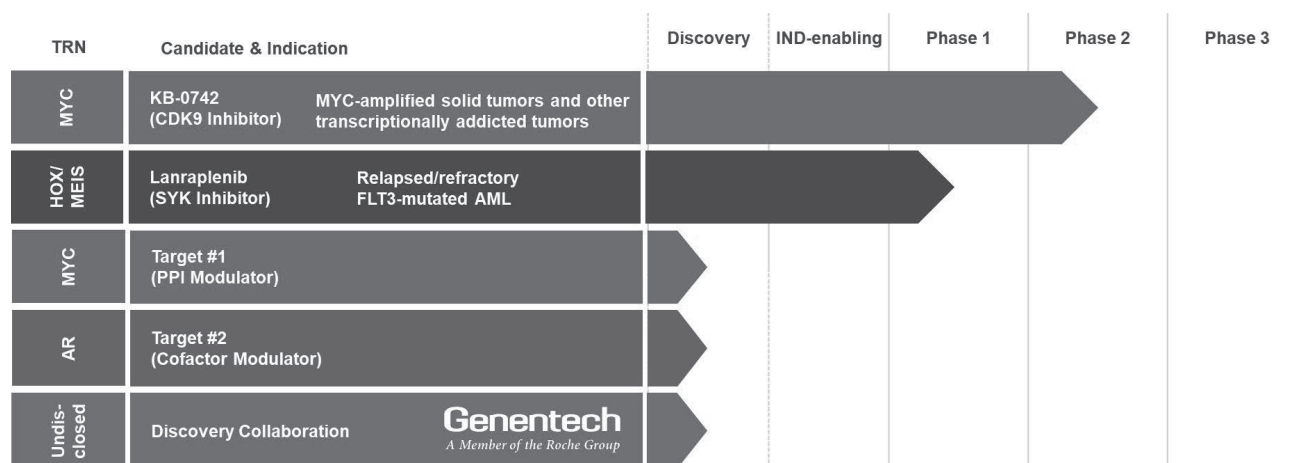 TRN
Candidate & Indication
Discovery
IND-enabling
Phase 1
Phase 2
Phase 3
MYC
KB-0742
(CDK9 Inhibitor)
MYC-amplified solid tumors and other
transcriptionally addicted tumors
HOX/
MEIS
Lanraplenib
(SYK Inhibitor)
Relapsed/refractory
FLT3-mutated AML
MYC
Target #1
(PPI Modulator)
AR
Target #2
(Cofactor Modulator)
Undis-
closed
Discovery Collaboration
Genentech
A Member of the Roche Group